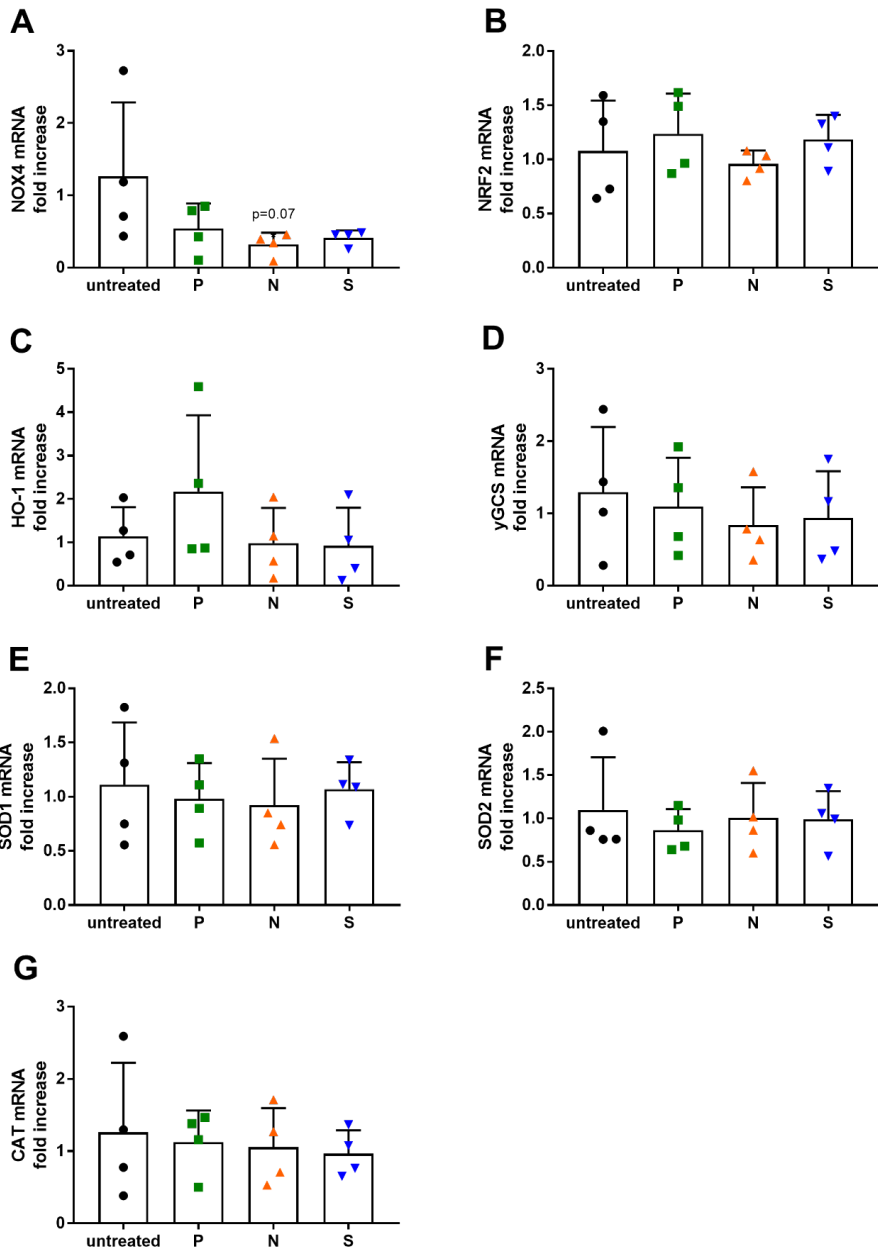 A
NOX4 mRNA
fold increase
3
2
1
0
p=0.07
*
untreated P N S
B
NRF2 mRNA
fold increase
2.0
1.5
1.0
0.5
0.0
untreated P N S
C
HO-1 mRNA
fold increase
5
4
3
2
1
0
untreated P N S
D
yGCS mRNA
fold increase
3
2
1
0
untreated P N S
E
SOD1 mRNA
fold increase
2.0
1.5
1.0
0.5
0.0
untreated P N S
F
SOD2 mRNA
fold increase
2.5
2.0
1.5
1.0
0.5
0.0
untreated P N S
G
CAT mRNA
fold increase
3
2
1
0
untreated P N S